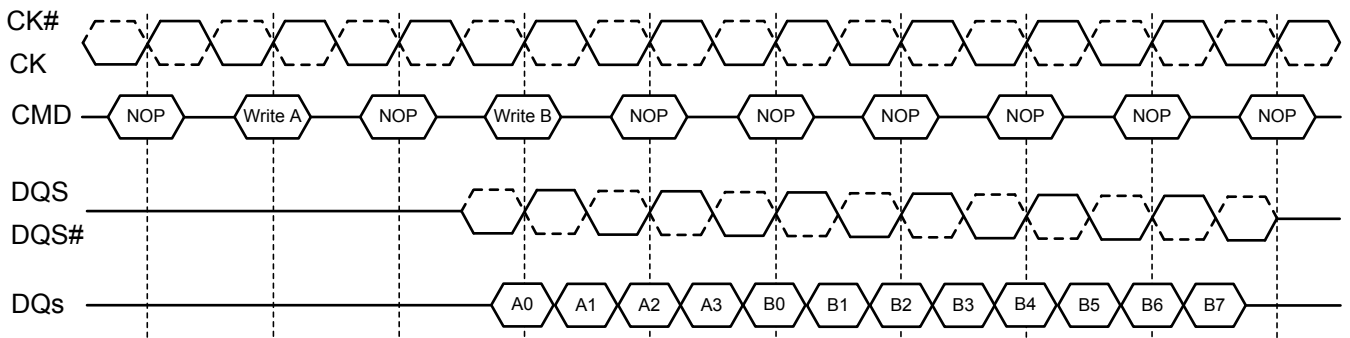 CK#
CK
CMD NOP Write A NOP Write B NOP NOP NOP NOP NOP NOP
DQS
DQS#
DQs A0 A1 A2 A3 B0 B1 B2 B3 B4 B5 B6 B7